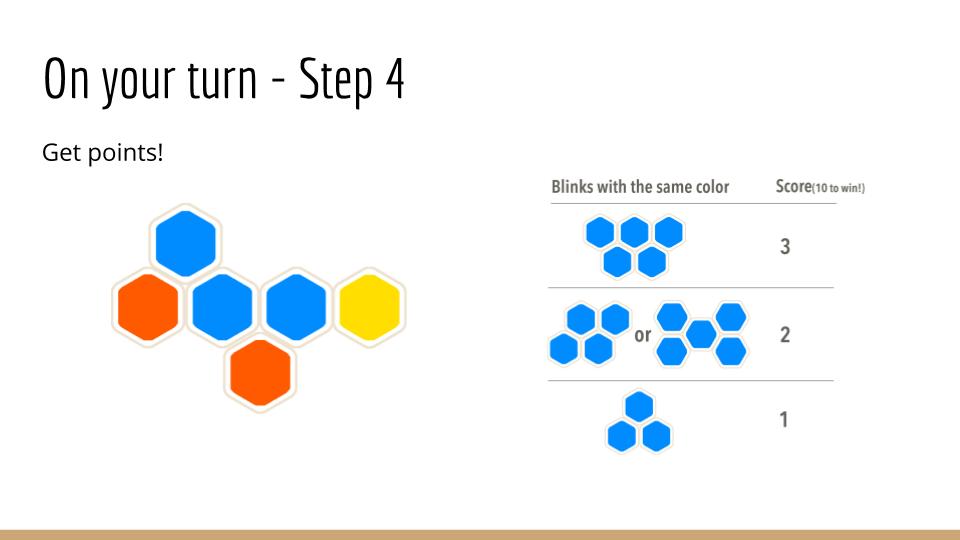 On your turn - Step 4
Get points!
Blinks with the same color Score(10 to win!)
3
or 2
1